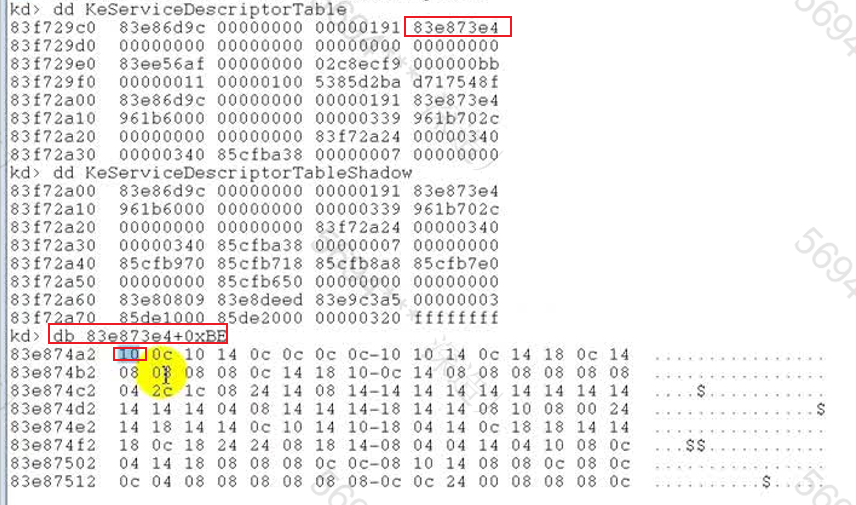 kd> dd KeServiceDescriptorTable
83f729c0 83e86d9c 00000000 00000191 83e873e4
83f729d0 00000000 00000000 00000000 00000000
83f729e0 83ee56af 00000000 02c8ecf9 000000bb
83f729f0 00000011 00000100 5385d2ba d717548f
83f72a00 83e86d9c 00000000 00000191 83e873e4
83f72a10 961b6000 00000000 00000339 961b702c
83f72a20 00000000 00000000 83f72a24 00000340
83f72a30 00000340 85cfba38 00000007 00000000
kd> dd KeServiceDescriptorTableShadow
83f72a00 83e86d9c 00000000 00000191 83e873e4
83f72a10 961b6000 00000000 00000339 961b702c
83f72a20 00000000 00000000 83f72a24 00000340
83f72a30 00000340 85cfba38 00000007 00000000
83f72a40 85cfb970 85cfb718 85cfb8a8 85cfb7e0
83f72a50 00000000 85cfb650 00000000 00000000
83f72a60 83e80809 83e8deed 83e9c3a5 00000003
83f72a70 85de1000 85de2000 00000320 ffffffff
kd> db 83e873e4+0xBE
83e874a2 10 0c 10 14 0c 0c 0c 0c-10 10 14 0c 14 18 0c 14 ................
83e874b2 08 08 08 08 0c 14 18 10-0c 14 08 08 08 08 08 08 ................
83e874c2 04 2c 1c 08 24 14 08 14-14 14 14 14 14 14 14 14 .,..$...........
83e874d2 14 14 14 04 08 14 14 14-18 14 14 08 10 08 00 24 ...............$
83e874e2 14 18 14 14 0c 10 14 10-18 04 14 0c 18 18 14 14 ................
83e874f2 18 0c 18 24 24 08 18 14-08 04 04 14 04 10 08 0c ...$$...........
83e87502 04 14 18 08 08 08 0c 0c-08 10 14 08 08 0c 08 0c ................
83e87512 0c 04 08 08 08 08 08 08-0c 0c 24 00 08 08 08 0c ..........$.....
5694
5694